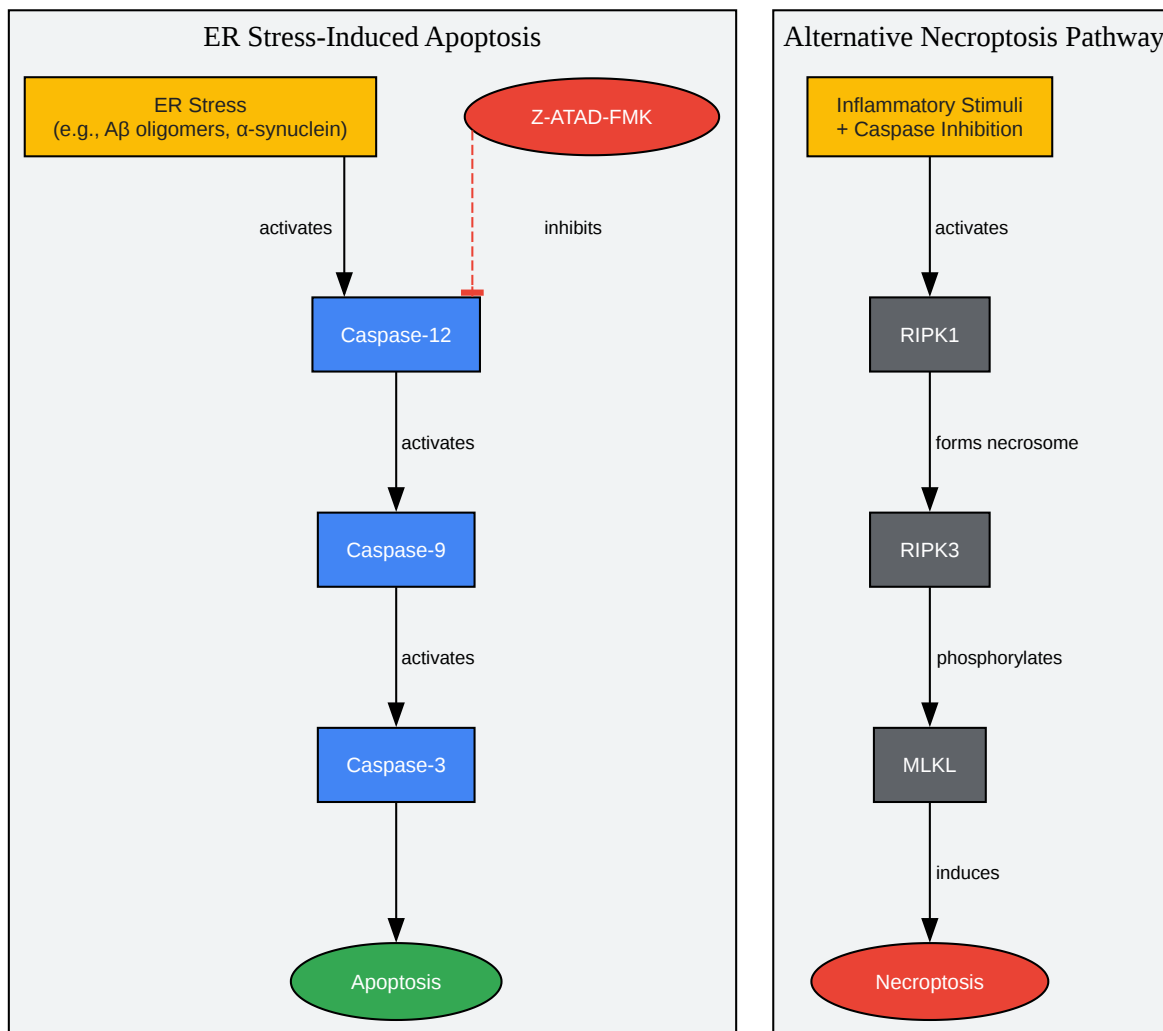 ER Stress-Induced Apoptosis
ER Stress
(e.g., Aβ oligomers, α-synuclein)
Z-ATAD-FMK
activates
inhibits
Caspase-12
activates
Caspase-9
activates
Caspase-3
Apoptosis
Alternative Necroptosis Pathway
Inflammatory Stimuli
+ Caspase Inhibition
activates
RIPK1
forms necrosome
RIPK3
phosphorylates
MLKL
induces
Necroptosis